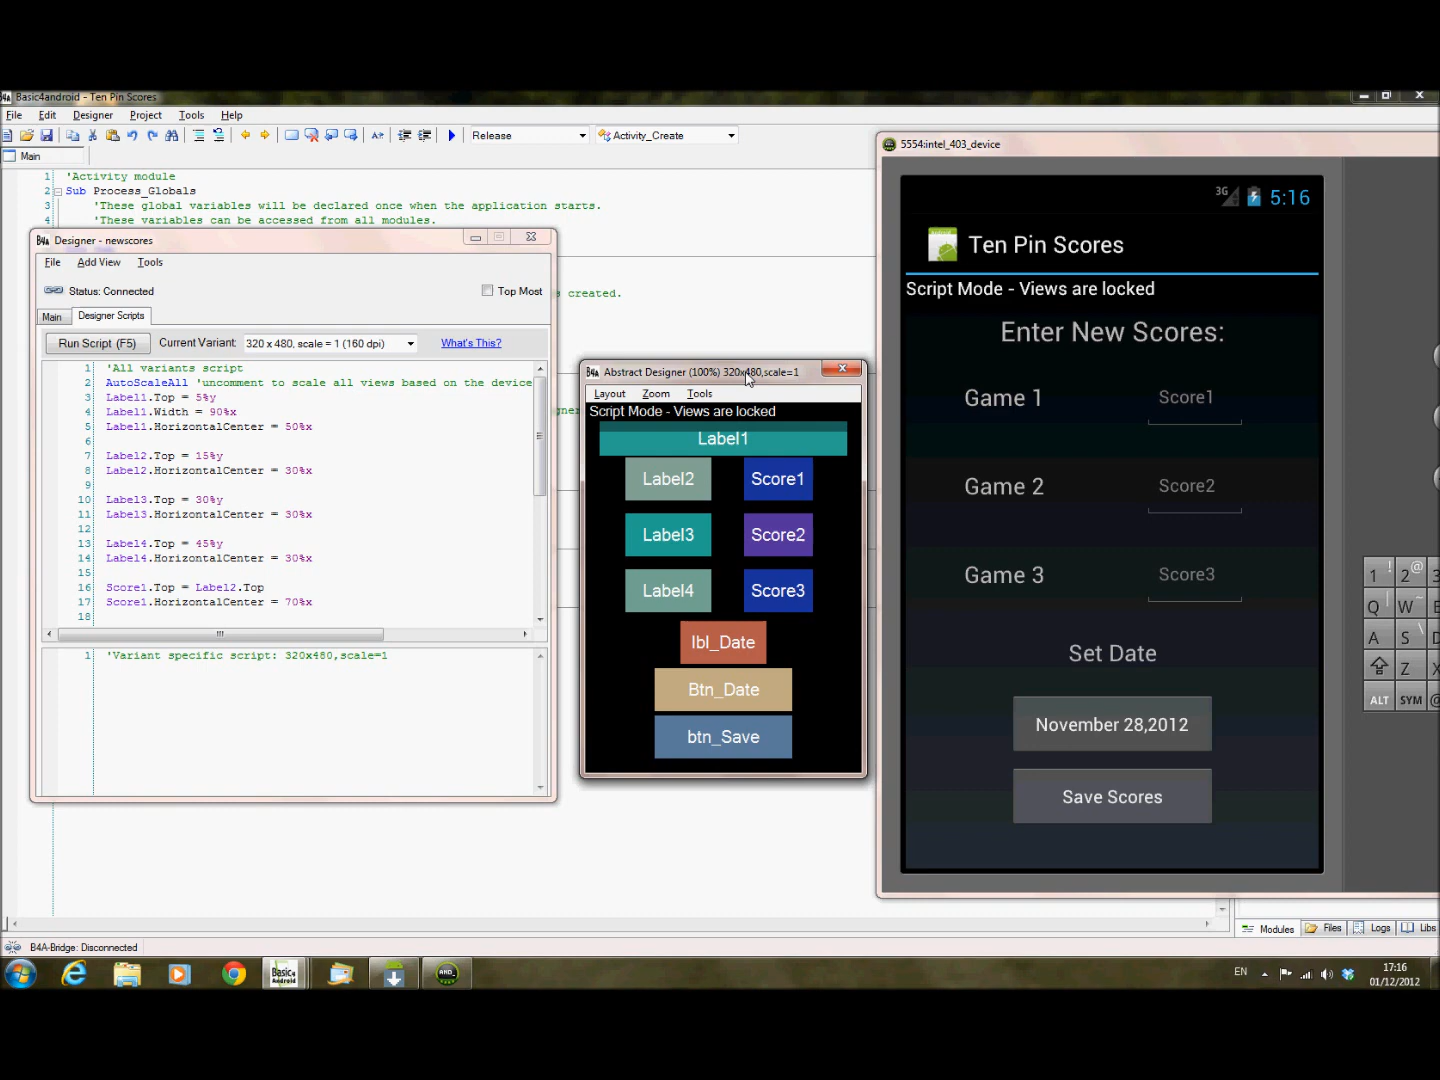 Basic4android - Ten Pin Scores
File Edit Designer Project Tools Help
Release
Activity_Create
Main
1 'Activity module
2 Sub Process_Globals
3 'These global variables will be declared once when the application starts.
4 'These variables can be accessed from all modules.
s created.
Designer - newscores
File Add View Tools
Status: Connected
Top Most
Main Designer Scripts
Run Script (F5) Current Variant: 320 x 480, scale = 1 (160 dpi) What's This?
1 'All variants script
2 AutoScaleAll 'uncomment to scale all views based on the device
3 Label1.Top = 5%y
4 Label1.Width = 90%x
5 Label1.HorizontalCenter = 50%x
6
7 Label2.Top = 15%y
8 Label2.HorizontalCenter = 30%x
9
10 Label3.Top = 30%y
11 Label3.HorizontalCenter = 30%x
12
13 Label4.Top = 45%y
14 Label4.HorizontalCenter = 30%x
15
16 Score1.Top = Label2.Top
17 Score1.HorizontalCenter = 70%x
18
1 'Variant specific script: 320x480,scale=1
Abstract Designer (100%) 320x480,scale=1
Layout Zoom Tools
Script Mode - Views are locked
Label1
Label2 Score1
Label3 Score2
Label4 Score3
lbl_Date
Btn_Date
btn_Save
5554:intel_403_device
3G 5:16
Ten Pin Scores
Script Mode - Views are locked
Enter New Scores:
Game 1 Score1
Game 2 Score2
Game 3 Score3
Set Date
November 28,2012
Save Scores
1 ! 2 @ 3
Q | W ~ E
A S \ D
Z X
ALT SYM @
Modules Files Logs Libs
B4A-Bridge: Disconnected
Basic4 Android
AND_
EN
17:16
01/12/2012